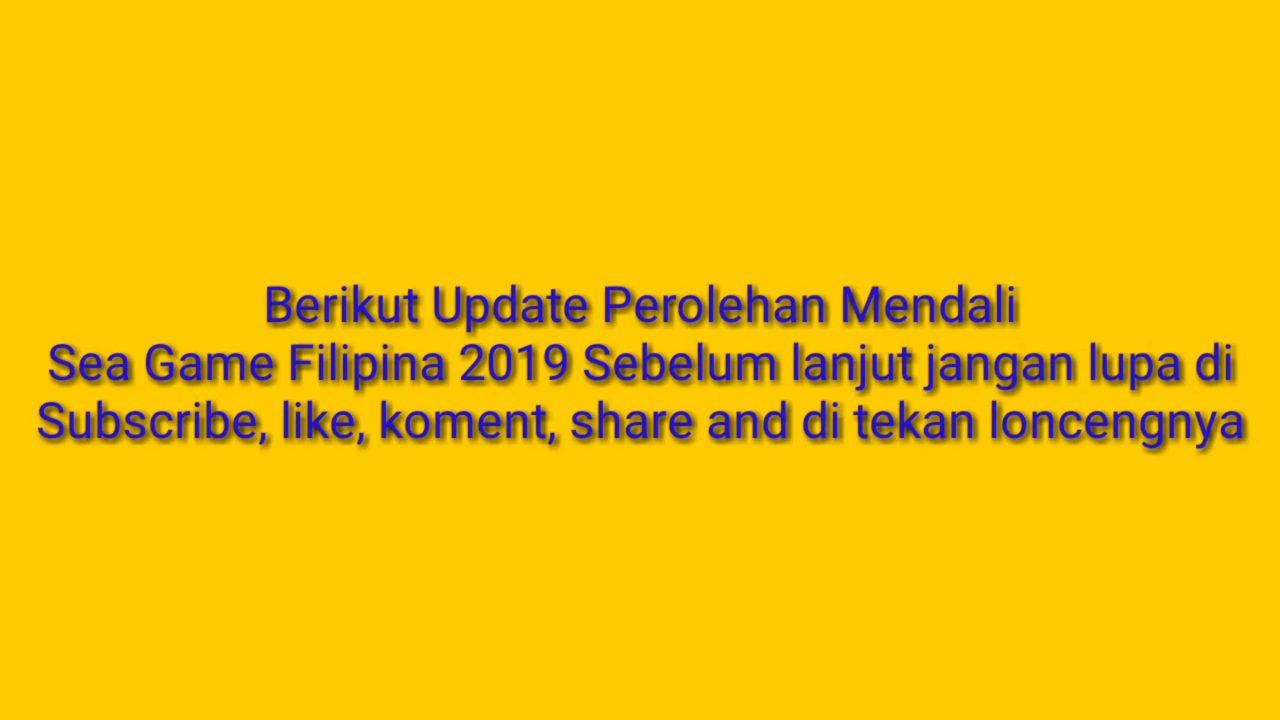 Berikut Update Perolehan Mendali
Sea Game Filipina 2019 Sebelum lanjut jangan lupa di
Subscribe, like, koment, share and di tekan loncengnya